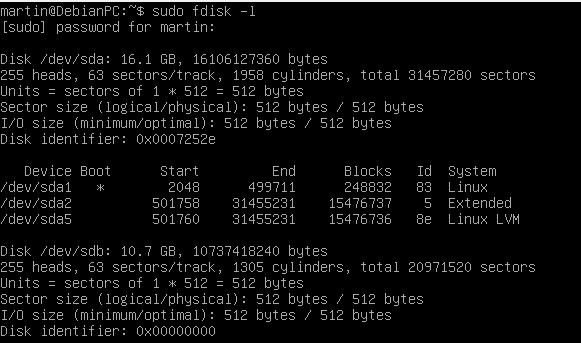 martin@DebianPC:~$ sudo fdisk -l
[sudo] password for martin:

Disk /dev/sda: 16.1 GB, 16106127360 bytes
255 heads, 63 sectors/track, 1958 cylinders, total 31457280 sectors
Units = sectors of 1 * 512 = 512 bytes
Sector size (logical/physical): 512 bytes / 512 bytes
I/O size (minimum/optimal): 512 bytes / 512 bytes
Disk identifier: 0x0007252e

   Device Boot      Start         End      Blocks   Id  System
/dev/sda1   *        2048      499711      248832   83  Linux
/dev/sda2          501758    31455231    15476737    5  Extended
/dev/sda5          501760    31455231    15476736   8e  Linux LVM

Disk /dev/sdb: 10.7 GB, 10737418240 bytes
255 heads, 63 sectors/track, 1305 cylinders, total 20971520 sectors
Units = sectors of 1 * 512 = 512 bytes
Sector size (logical/physical): 512 bytes / 512 bytes
I/O size (minimum/optimal): 512 bytes / 512 bytes
Disk identifier: 0x00000000